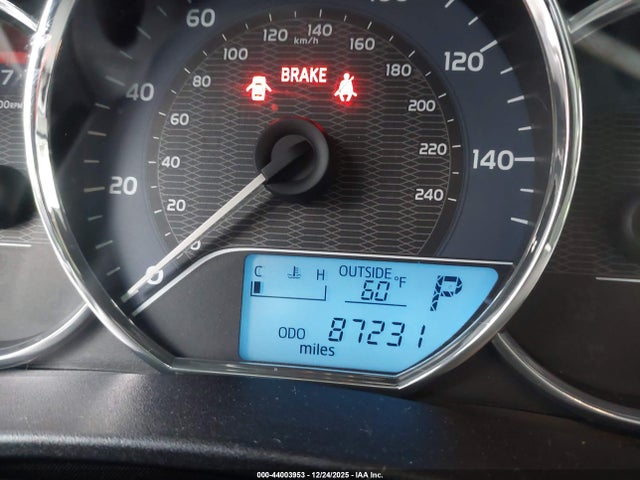 60
120 140
100 km/h 160
BRAKE
80 180 120
40
60 200
40 220 140
20
20 240
0
0
C H OUTSIDE
60 °F P
ODO 87231
miles
000-44003953 - 12/24/2025 - IAA Inc.